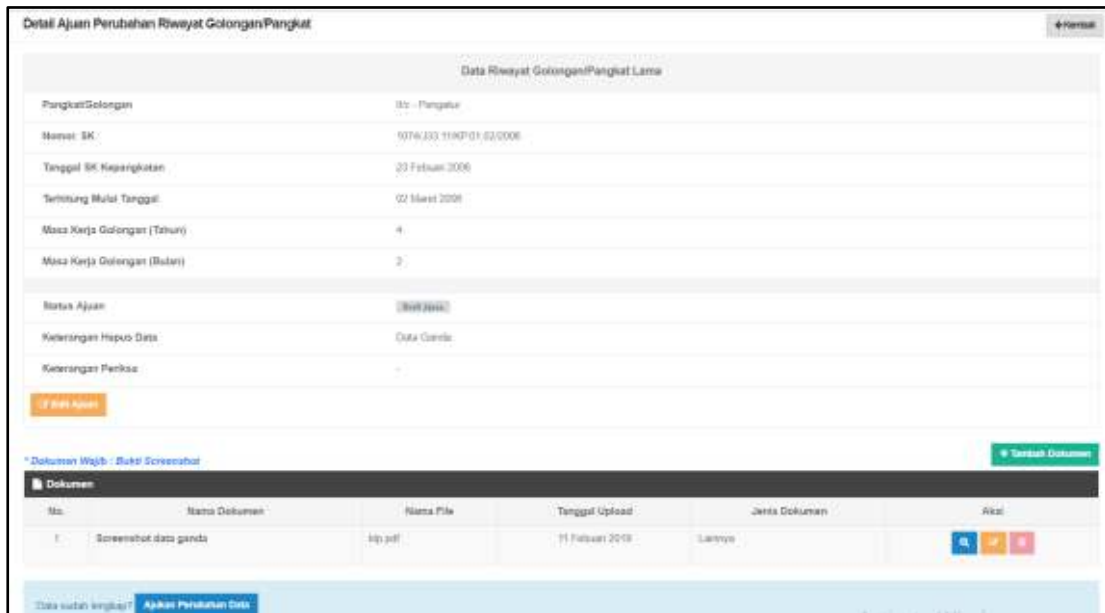 Detail Ajuan Perubahan Riwayat Golongan/Pangkat
Kembali
Data Riwayat Golongan/Pangkat Lama
Pangkat/Golongan II/c - Pengatur
Nomor SK
Tanggal SK Kepangkatan 20 Februari 2006
Terhitung Mulai Tanggal 02 Maret 2006
Masa Kerja Golongan (Tahun) 4
Masa Kerja Golongan (Bulan) 2
Status Ajuan
Keterangan Hapus Data Data Ganda
Keterangan Periksa -
Edit Ajuan
* Dokumen Wajib : Bukti Screenshot
+ Tambah Dokumen
Dokumen
No. Nama Dokumen Nama File Tanggal Upload Jenis Dokumen Aksi
1 Screenshot data ganda 11 Februari 2019 Lainnya
Data sudah lengkap? Ajukan Perubahan Data